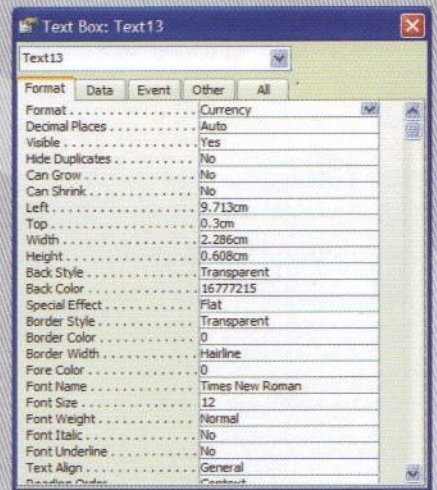 Text Box: Text13
Text13
Format Data Event Other All
Format . . . . . . . . . . . . . . . . Currency
Decimal Places . . . . . . . . . . . Auto
Visible . . . . . . . . . . . . . . . . . Yes
Hide Duplicates . . . . . . . . . . No
Can Grow . . . . . . . . . . . . . . No
Can Shrink . . . . . . . . . . . . . . No
Left . . . . . . . . . . . . . . . . . . . 9.713cm
Top . . . . . . . . . . . . . . . . . . . 0.3cm
Width . . . . . . . . . . . . . . . . . 2.286cm
Height . . . . . . . . . . . . . . . . . 0.608cm
Back Style . . . . . . . . . . . . . . Transparent
Back Color . . . . . . . . . . . . . . 16777215
Special Effect . . . . . . . . . . . . Flat
Border Style . . . . . . . . . . . . . Transparent
Border Color . . . . . . . . . . . . . 0
Border Width . . . . . . . . . . . . Hairline
Fore Color . . . . . . . . . . . . . . 0
Font Name . . . . . . . . . . . . . . Times New Roman
Font Size . . . . . . . . . . . . . . . 12
Font Weight . . . . . . . . . . . . . Normal
Font Italic . . . . . . . . . . . . . . No
Font Underline . . . . . . . . . . . No
Text Align . . . . . . . . . . . . . . General
Reading Order . . . . . . . . . . . Context